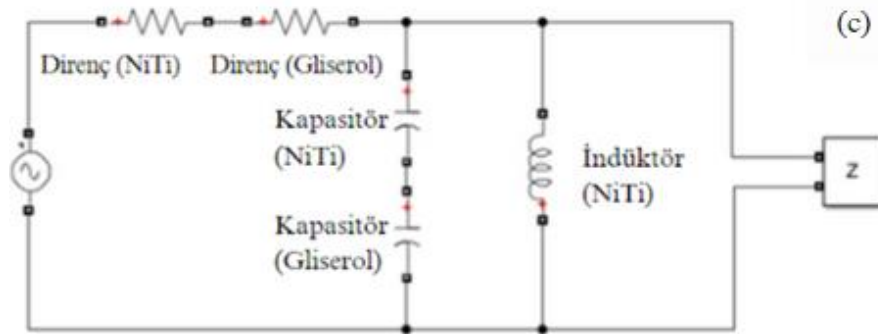 (c)
Direnç (NiTi) Direnç (Gliserol)
Kapasitör
(NiTi)
İndüktör
(NiTi)
Z
Kapasitör
(Gliserol)